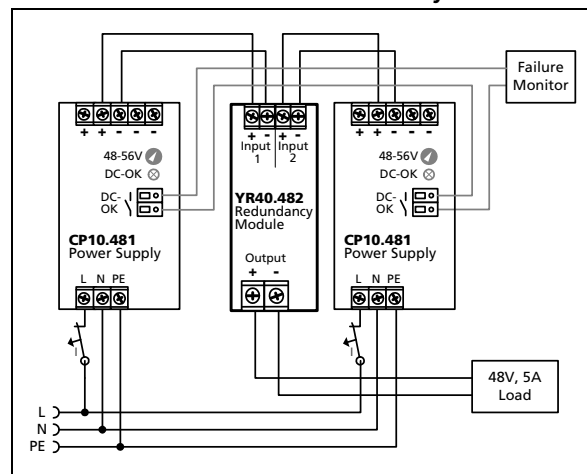 Failure
Monitor
+ + - - -
48-56V
DC-OK
DC-
OK
CP10.481
Power Supply
L N PE
I
+ - + -
Input Input
1 2
YR40.482
Redundancy
Module
Output
+ -
+ + - - -
48-56V
DC-OK
DC-
OK
CP10.481
Power Supply
L N PE
I
48V, 5A
Load
L
N
PE